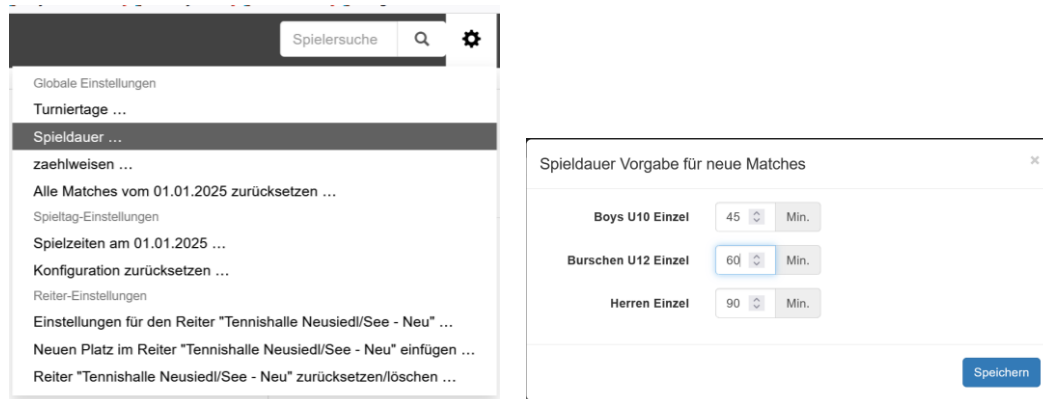 Spielersuche
Globale Einstellungen
Turniertage ...
Spieldauer ...
zaehlweisen ...
Alle Matches vom 01.01.2025 zurücksetzen ...
Spieltag-Einstellungen
Spielzeiten am 01.01.2025 ...
Konfiguration zurücksetzen ...
Reiter-Einstellungen
Einstellungen für den Reiter "Tennishalle Neusiedl/See - Neu" ...
Neuen Platz im Reiter "Tennishalle Neusiedl/See - Neu" einfügen ...
Reiter "Tennishalle Neusiedl/See - Neu" zurücksetzen/löschen ...
Spieldauer Vorgabe für neue Matches ×
Boys U10 Einzel 45 Min.
Burschen U12 Einzel 60 Min.
Herren Einzel 90 Min.
Speichern